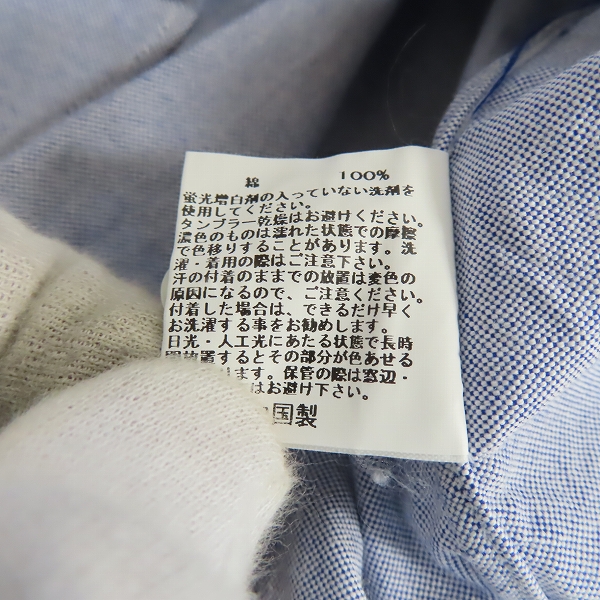 綿 100%
蛍光増白剤の入っていない洗剤を
使用してください。
タンブラー乾燥はお避けください。
濃色のものは濡れた状態での摩擦
で色移りすることがあります。洗
濯・着用の際はご注意下さい。
汗の付着のままでの放置は変色の
原因になるので、ご注意ください。
付着した場合は、できるだけ早く
お洗濯する事をお勧めします。
日光・人工光にあたる状態で長時
間放置するとその部分が色あせる
ります。保管の際は窓辺・
はお避け下さい。
国製